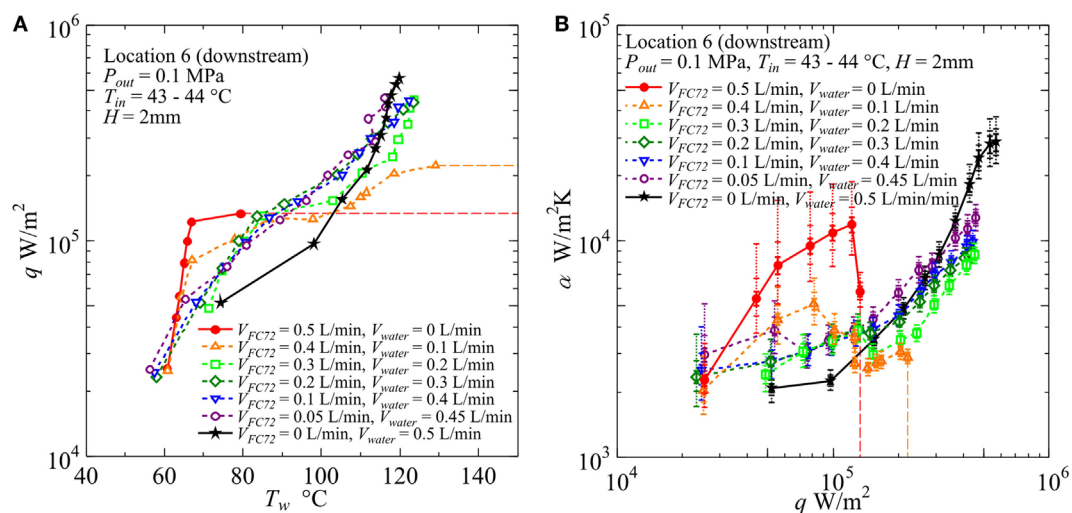 A
10^6
Location 6 (downstream)
P_out = 0.1 MPa
T_in = 43 - 44 °C
H = 2mm
q W/m^2
10^5
V_FC72 = 0.5 L/min, V_water = 0 L/min
V_FC72 = 0.4 L/min, V_water = 0.1 L/min
V_FC72 = 0.3 L/min, V_water = 0.2 L/min
V_FC72 = 0.2 L/min, V_water = 0.3 L/min
V_FC72 = 0.1 L/min, V_water = 0.4 L/min
V_FC72 = 0.05 L/min, V_water = 0.45 L/min
V_FC72 = 0 L/min, V_water = 0.5 L/min
10^4
40 60 80 100 120 140
T_w °C
B
10^5
Location 6 (downstream)
P_out = 0.1 MPa, T_in = 43 - 44 °C, H = 2mm
V_FC72 = 0.5 L/min, V_water = 0 L/min
V_FC72 = 0.4 L/min, V_water = 0.1 L/min
V_FC72 = 0.3 L/min, V_water = 0.2 L/min
V_FC72 = 0.2 L/min, V_water = 0.3 L/min
V_FC72 = 0.1 L/min, V_water = 0.4 L/min
V_FC72 = 0.05 L/min, V_water = 0.45 L/min
V_FC72 = 0 L/min, V_water = 0.5 L/min/min
α W/m^2K
10^4
10^3
10^4 10^5 10^6
q W/m^2